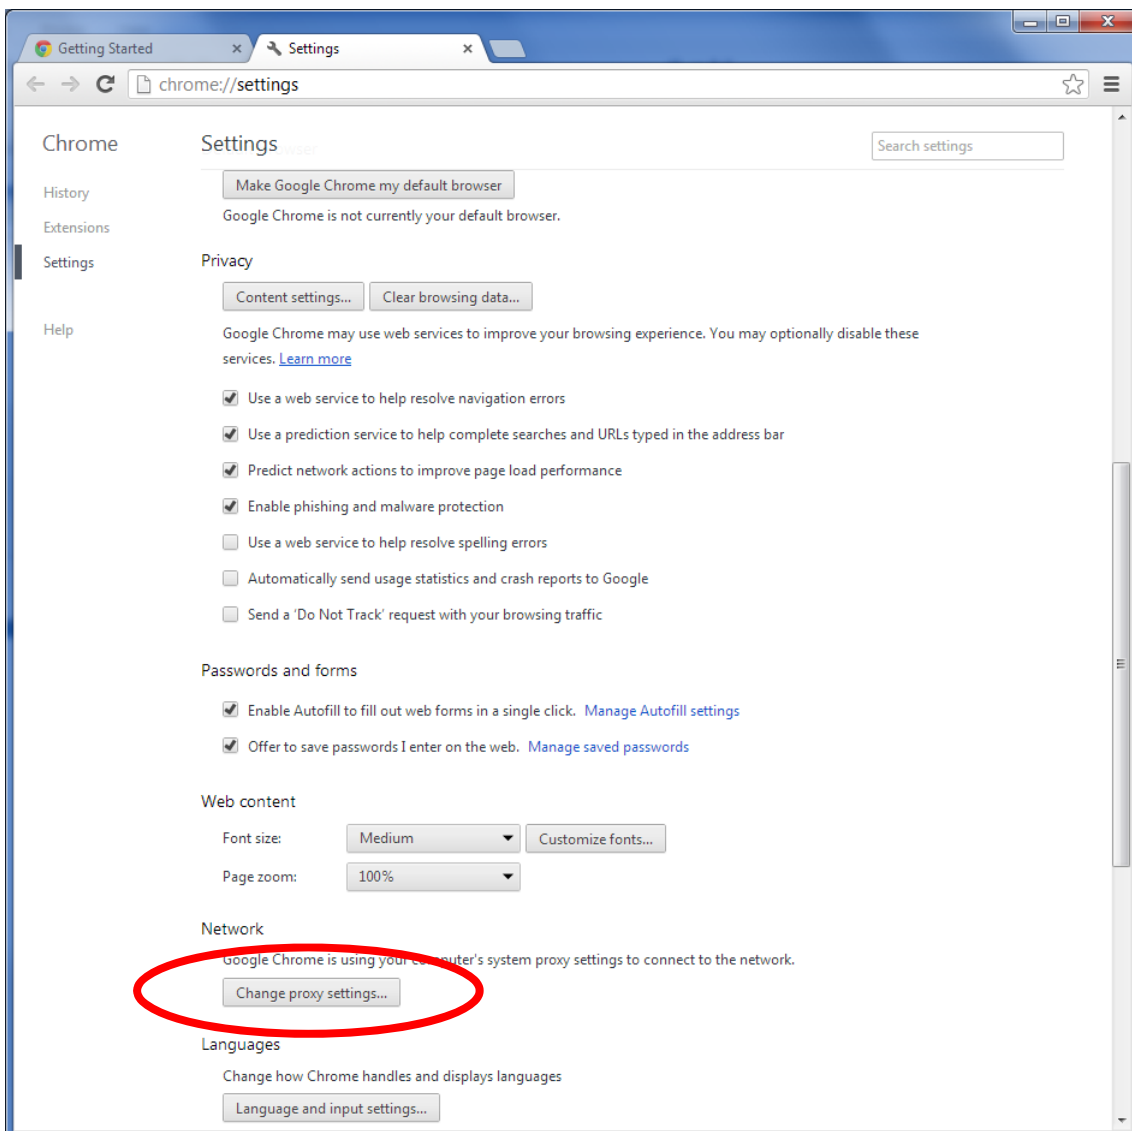 Getting Started
Settings
chrome://settings
Chrome
Settings
Search settings
History
Extensions
Settings
Help
Make Google Chrome my default browser
Google Chrome is not currently your default browser.
Privacy
Content settings...
Clear browsing data...
Google Chrome may use web services to improve your browsing experience. You may optionally disable these
services. Learn more
Use a web service to help resolve navigation errors
Use a prediction service to help complete searches and URLs typed in the address bar
Predict network actions to improve page load performance
Enable phishing and malware protection
Use a web service to help resolve spelling errors
Automatically send usage statistics and crash reports to Google
Send a 'Do Not Track' request with your browsing traffic
Passwords and forms
Enable Autofill to fill out web forms in a single click. Manage Autofill settings
Offer to save passwords I enter on the web. Manage saved passwords
Web content
Font size:
Medium
Customize fonts...
Page zoom:
100%
Network
Google Chrome is using your computer's system proxy settings to connect to the network.
Change proxy settings...
Languages
Change how Chrome handles and displays languages
Language and input settings...